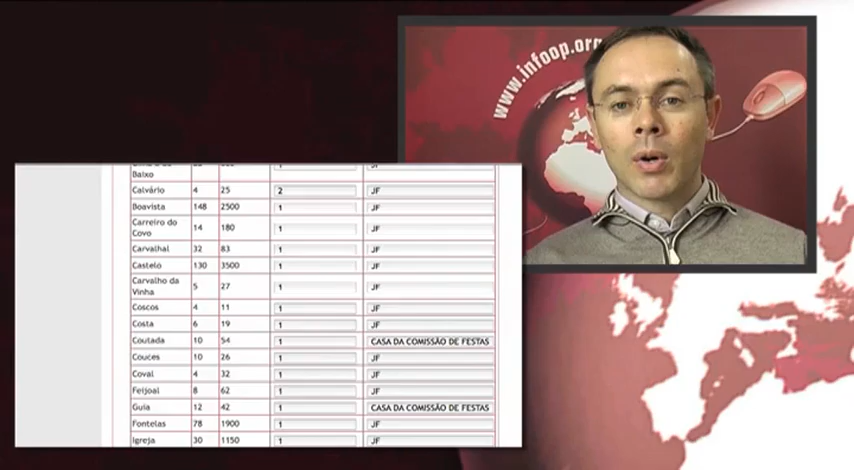 www.infoop.org
Baixo 1 JF
Calvário 4 25 2 JF
Boavista 148 2500 1 JF
Carreiro do
Covo 14 180 1 JF
Carvalhal 32 83 1 JF
Castelo 130 3500 1 JF
Carvalho da
Vinha 5 27 1 JF
Coscos 4 11 1 JF
Costa 6 19 1 JF
Coutada 10 54 1 CASA DA COMISSÃO DE FESTAS
Couces 10 26 1 JF
Coval 4 32 1 JF
Feijoal 8 62 1 JF
Guia 12 42 1 CASA DA COMISSÃO DE FESTAS
Fontelas 78 1900 1 JF
Igreja 30 1150 1 JF